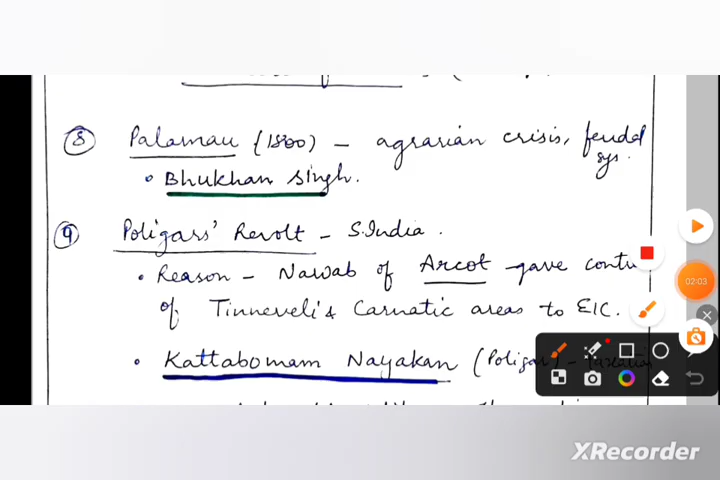 ⑧ Palamau (1800) - agrarian crisis, feudal
sys.
• Bhukhan Singh.
⑨ Poligars' Revolt - S.India.
• Reason - Nawab of Arcot gave
of Tinneveli & Carnatic areas to EIC.
• Kattabomam Nayakan (Poligar) -
02:03
XRecorder